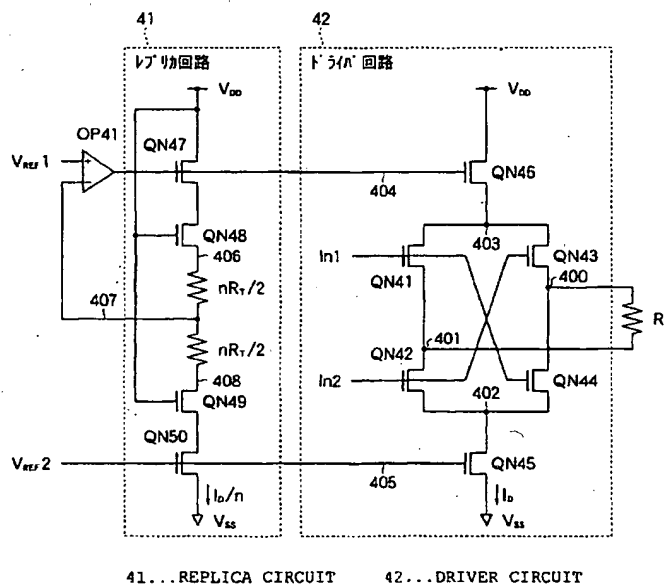 41
42
レプリカ回路
ドライバ回路
VDD
VDD
OP41
QN47
VREF1
QN46
404
403
QN48
In1
QN43
406
QN41
400
nRT/2
407
401
R
nRT/2
QN42
408
In2
QN44
QN49
402
QN50
VREF2
QN45
405
ID/n
ID
VSS
VSS
41...REPLICA CIRCUIT 42...DRIVER CIRCUIT